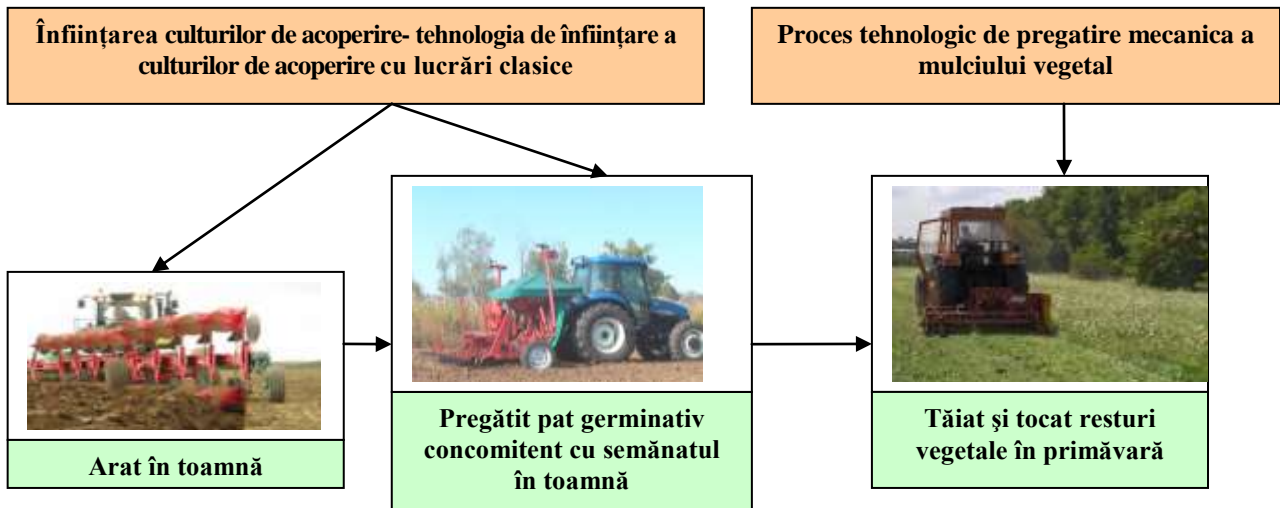 Înființarea culturilor de acoperire- tehnologia de înființare a
culturilor de acoperire cu lucrări clasice
Proces tehnologic de pregatire mecanica a
mulciului vegetal
Arat în toamnă
Pregătit pat germinativ
concomitent cu semănatul
în toamnă
Tăiat şi tocat resturi
vegetale în primăvară